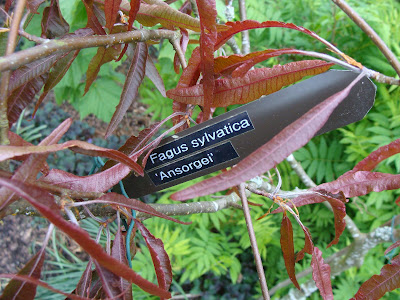 Fagus sylvatica
'Ansorgei'